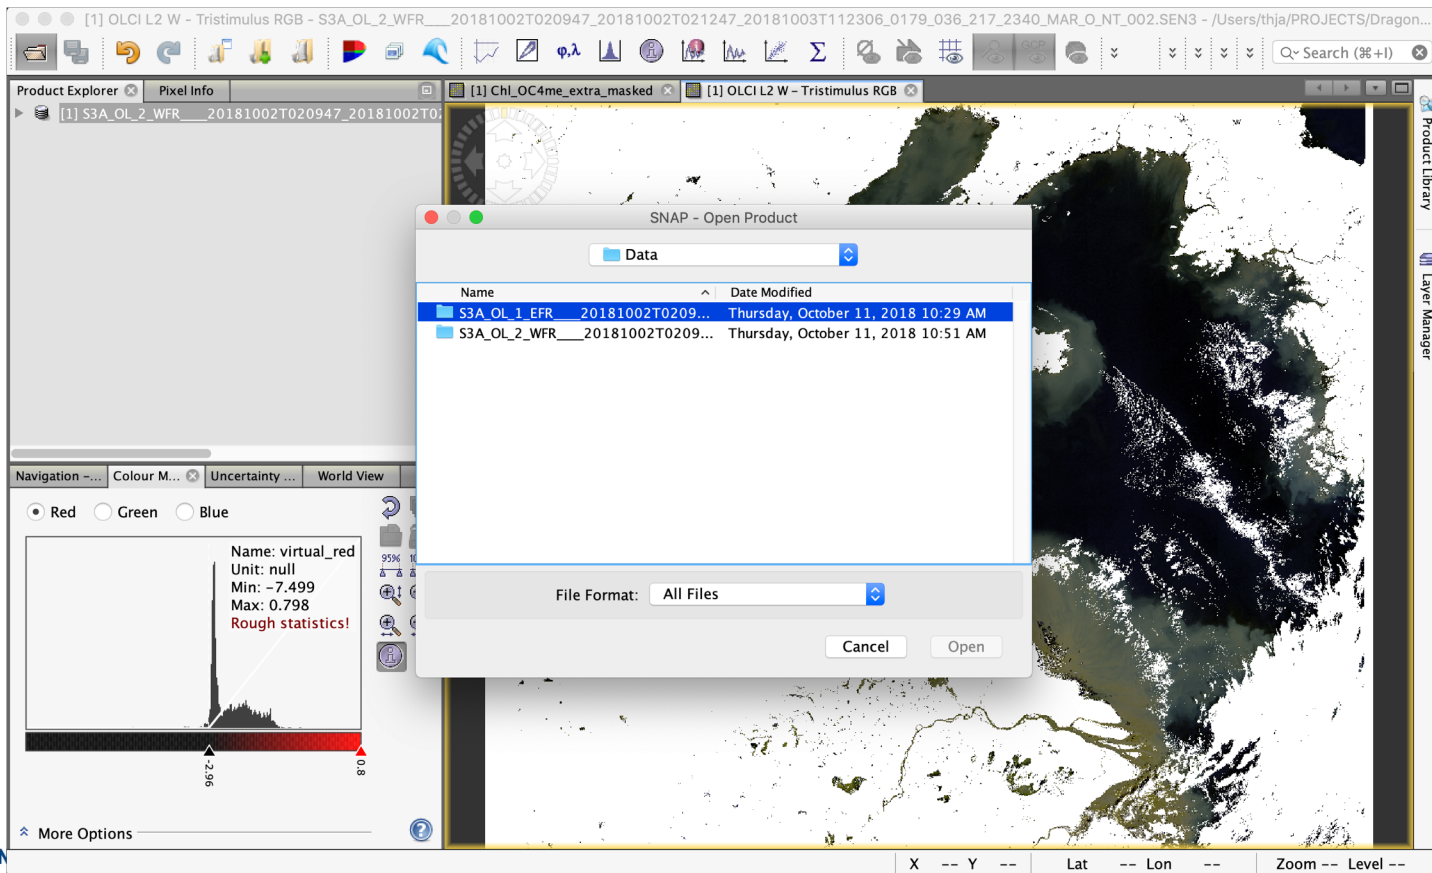 [1] OLCI L2 W - Tristimulus RGB - S3A_OL_2_WFR____20181002T020947_20181002T021247_20181003T112306_0179_036_217_2340_MAR_O_NT_002.SEN3 - /Users/thja/PROJECTS/Dragon...
φ,λ
Σ
GCP
Search (⌘+I)
Product Explorer
Pixel Info
[1] Chl_OC4me_extra_masked
[1] OLCI L2 W - Tristimulus RGB
[1] S3A_OL_2_WFR____20181002T020947_20181002T02
Product Library
Layer Manager
SNAP - Open Product
Data
Name
Date Modified
S3A_OL_1_EFR____20181002T0209... Thursday, October 11, 2018 10:29 AM
S3A_OL_2_WFR____20181002T0209... Thursday, October 11, 2018 10:51 AM
File Format: All Files
Cancel
Open
Navigation -...
Colour M...
Uncertainty ...
World View
Red
Green
Blue
Name: virtual_red
Unit: null
Min: -7.499
Max: 0.798
Rough statistics!
95%
-2.96
0.8
More Options
X -- Y -- Lat -- Lon -- Zoom -- Level --